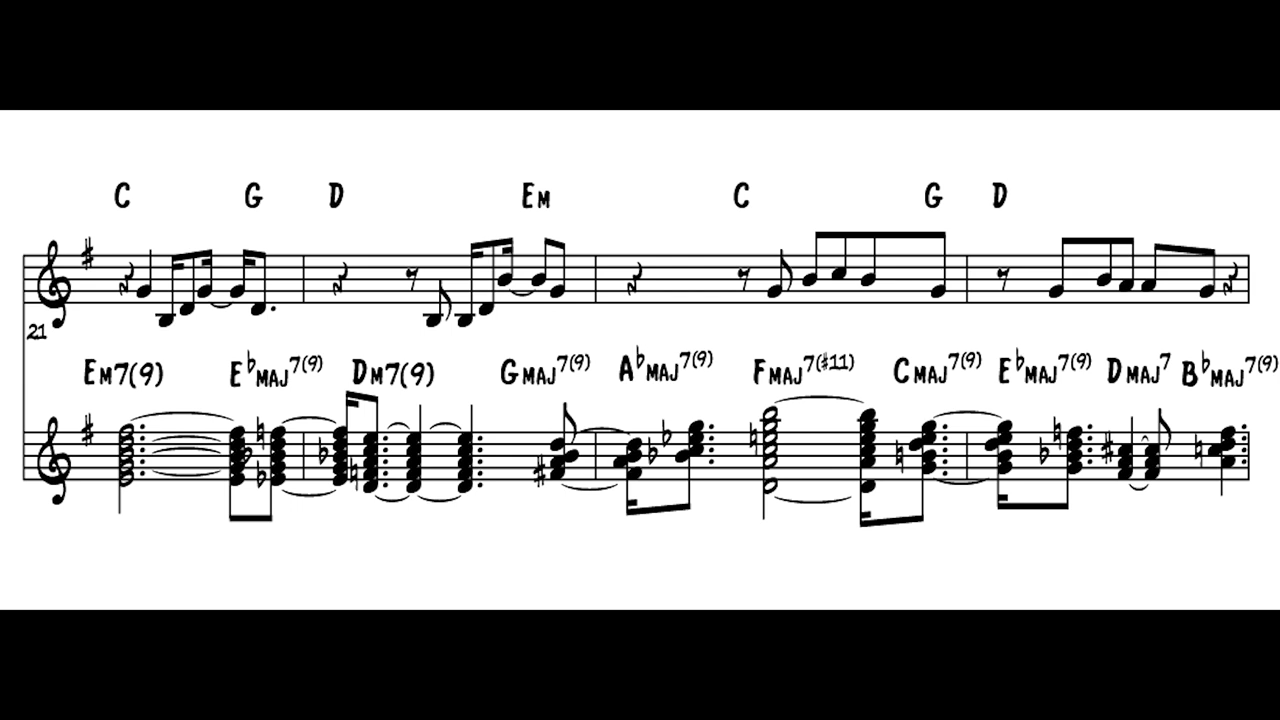 C G D Em C G D
21
Em7(9) E♭maj7(9) Dm7(9) Gmaj7(9) A♭maj7(9) Fmaj7(♯11) Cmaj7(9) E♭maj7(9) Dmaj7 B♭maj7(9)